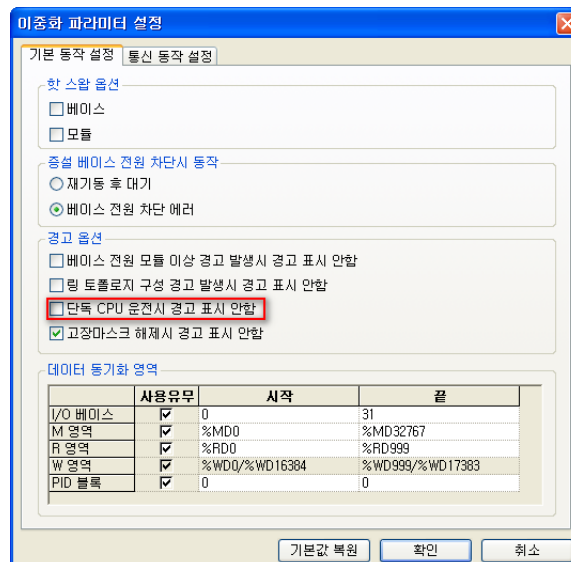 이중화 파라미터 설정
기본 동작 설정 통신 동작 설정
핫 스왑 옵션
베이스
모듈
증설 베이스 전원 차단시 동작
재기동 후 대기
베이스 전원 차단 에러
경고 옵션
베이스 전원 모듈 이상 경고 발생시 경고 표시 안함
링 토폴로지 구성 경고 발생시 경고 표시 안함
단독 CPU 운전시 경고 표시 안함
고장마스크 해제시 경고 표시 안함
데이터 동기화 영역
사용유무 시작 끝
I/O 베이스 0 31
M 영역 %MD0 %MD32767
R 영역 %RD0 %RD999
W 영역 %WD0/%WD16384 %WD999/%WD17383
PID 블록 0 0
기본값 복원 확인 취소